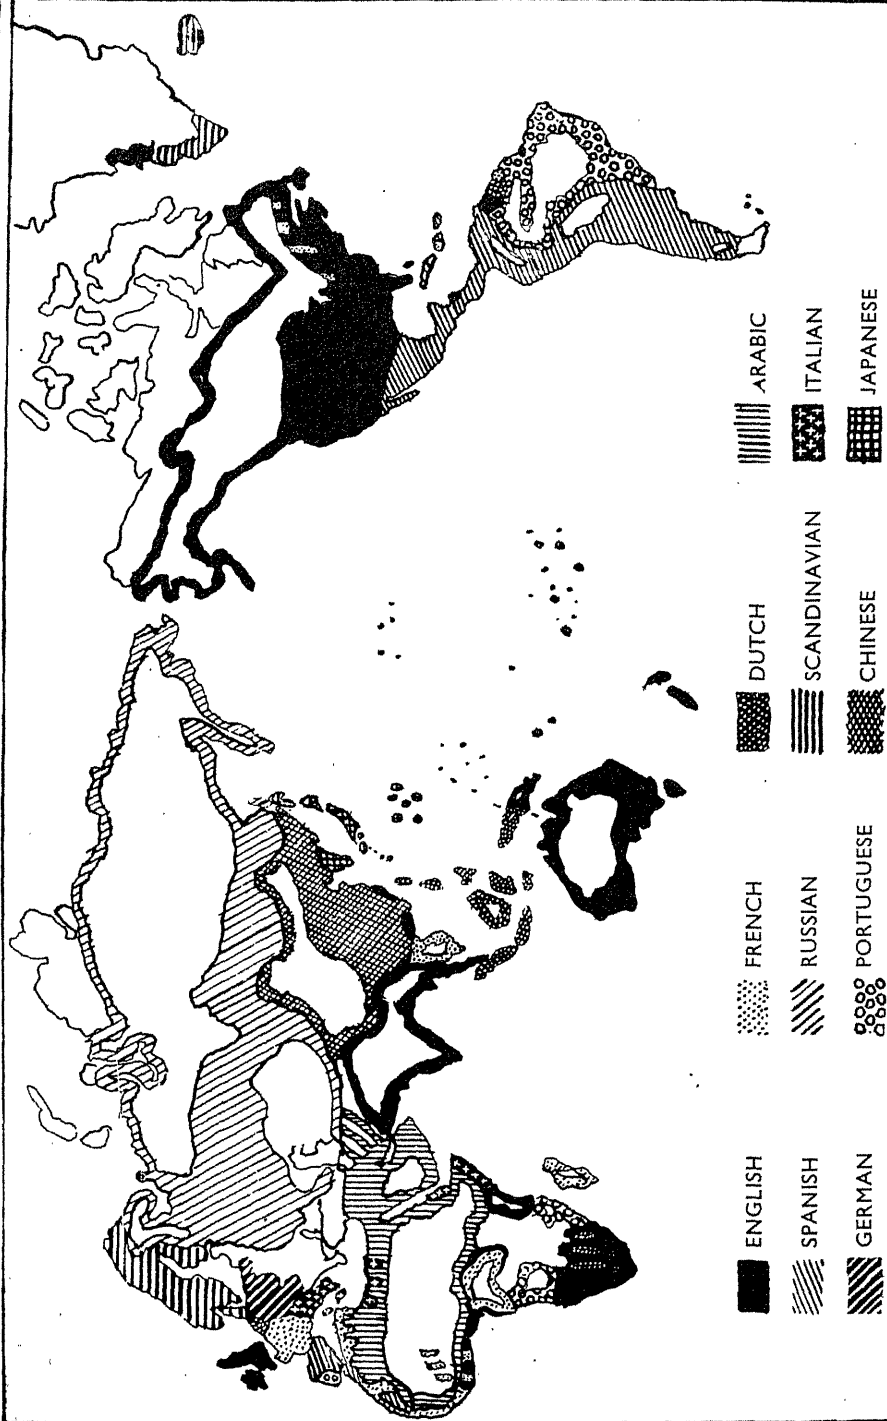 ENGLISH FRENCH DUTCH ARABIC
SPANISH RUSSIAN SCANDINAVIAN ITALIAN
GERMAN PORTUGUESE CHINESE JAPANESE